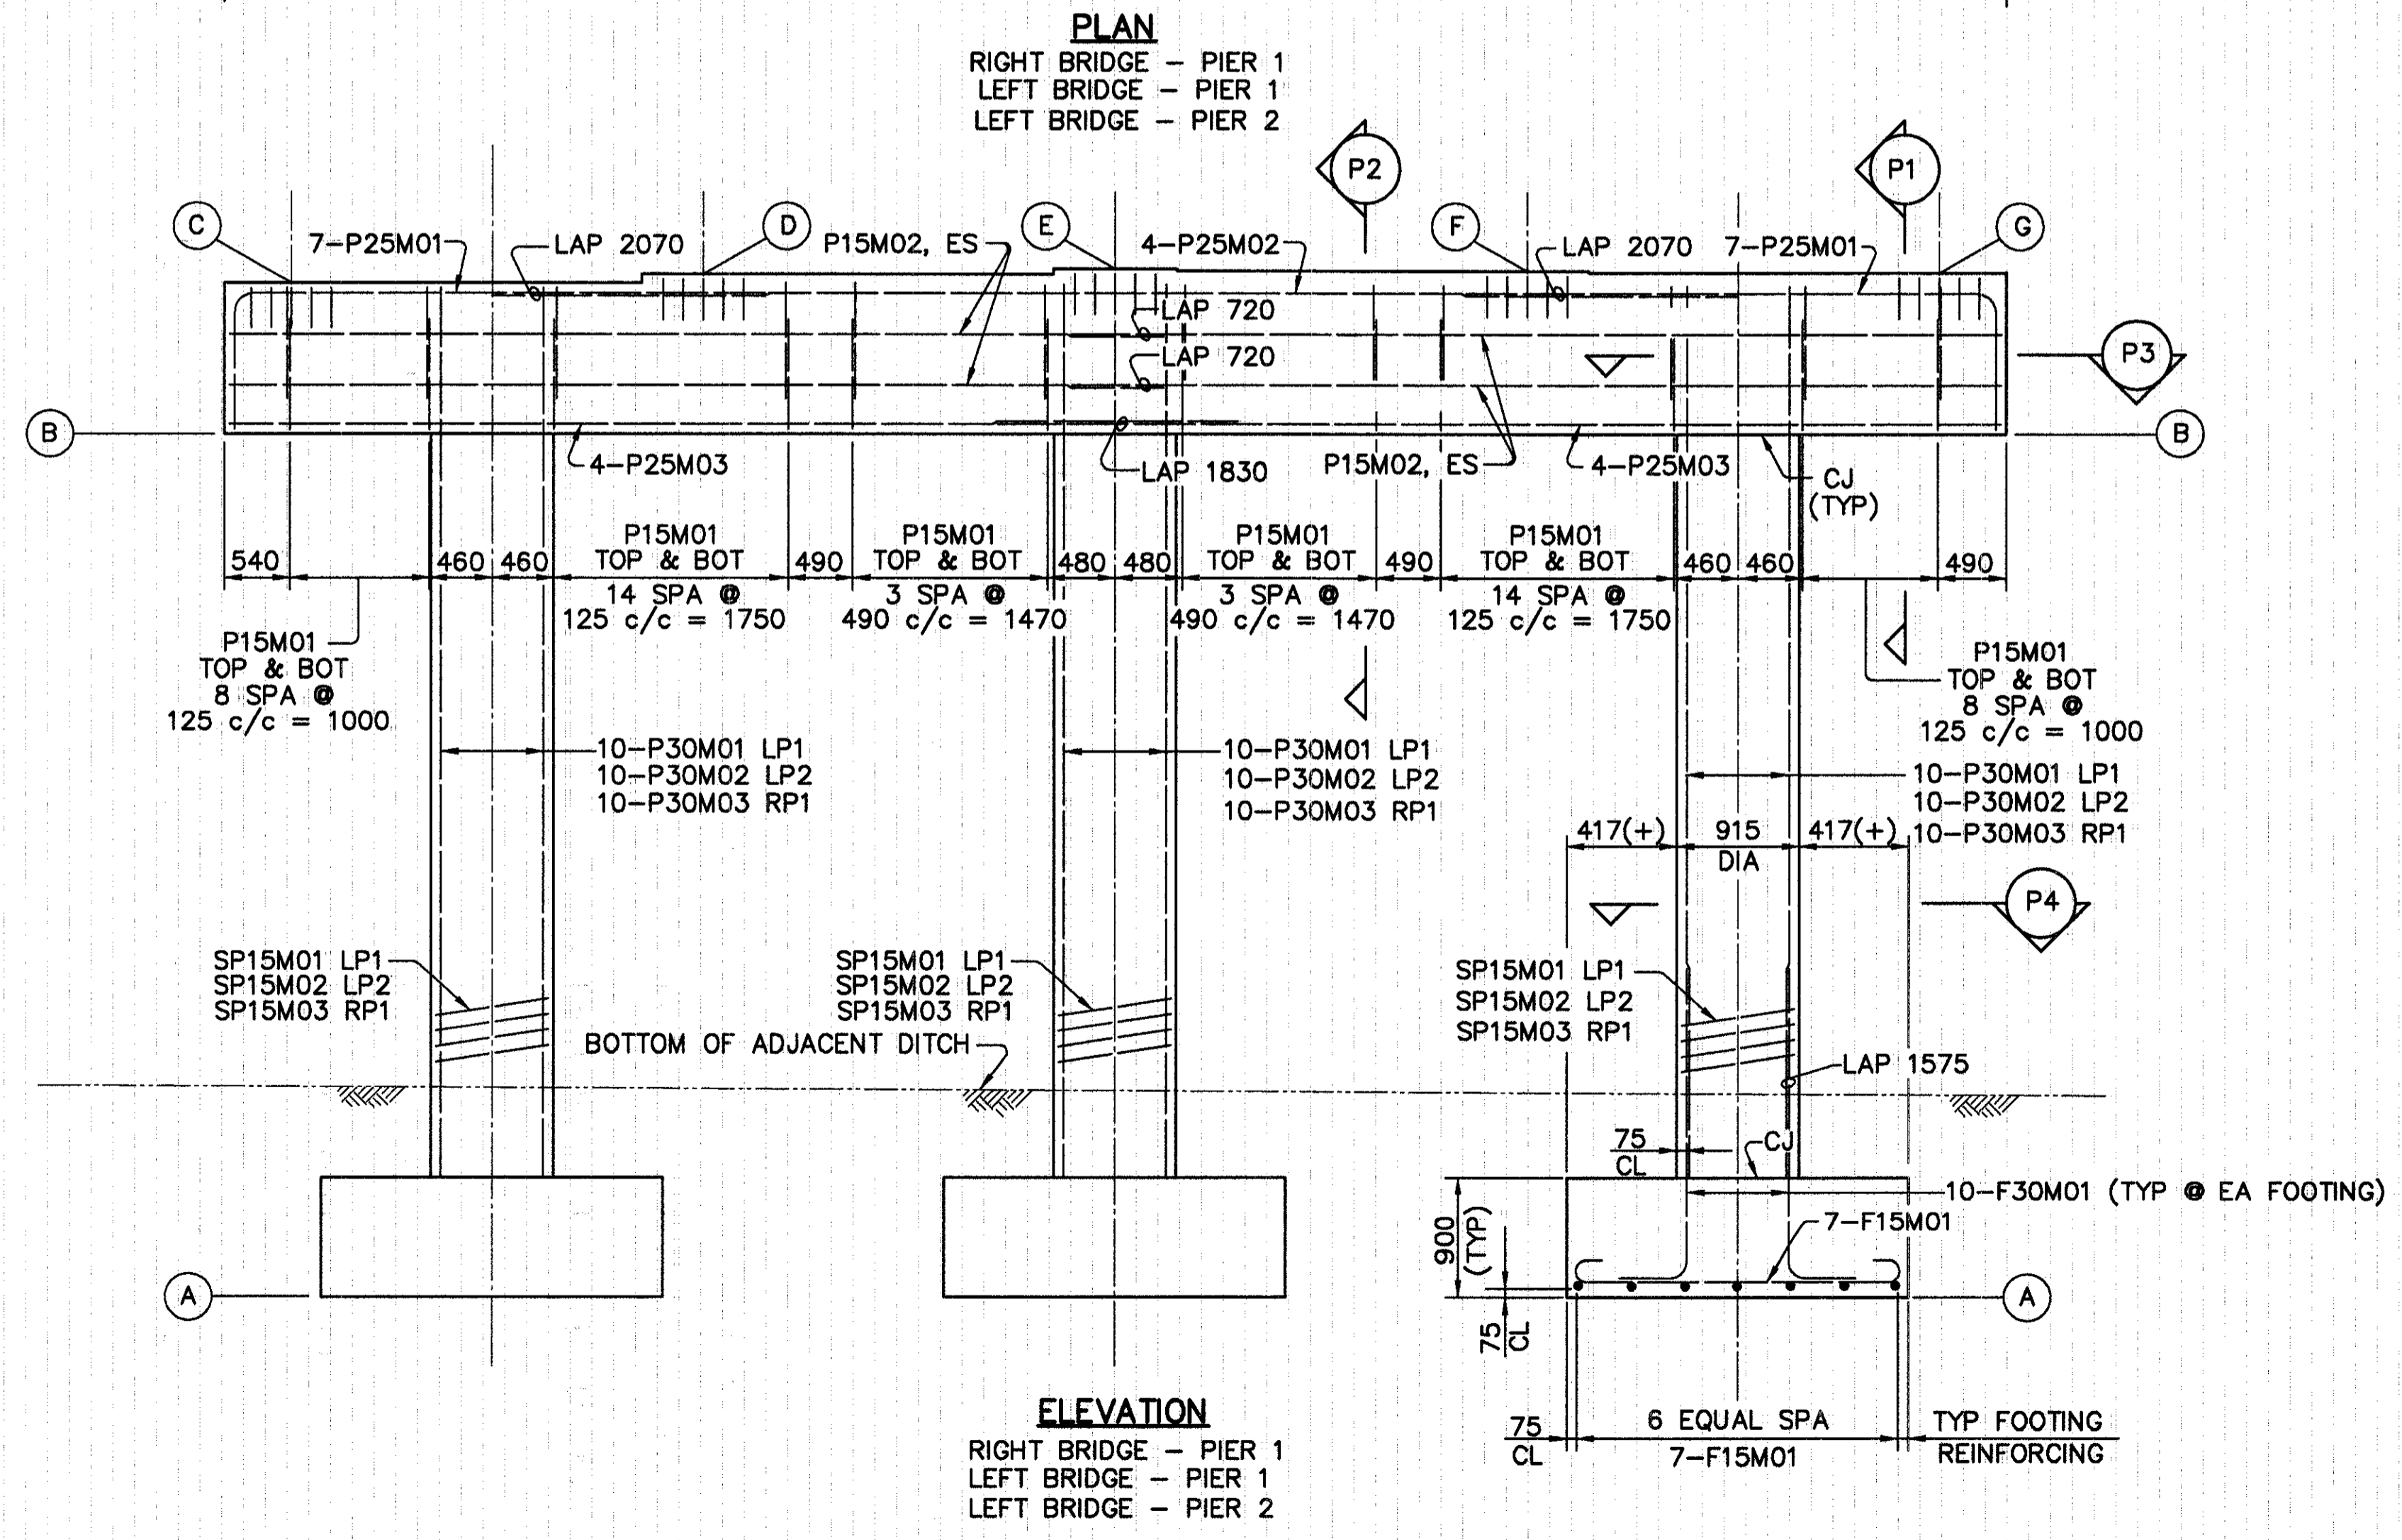 PLAN
RIGHT BRIDGE – PIER 1
LEFT BRIDGE – PIER 1
LEFT BRIDGE – PIER 2
P2
P1
C
7-P25M01
LAP 2070
D
P15M02, ES
E
4-P25M02
F
LAP 2070
7-P25M01
G
LAP 720
LAP 720
P3
B
B
4-P25M03
LAP 1830
P15M02, ES
4-P25M03
CJ
(TYP)
540
460
460
P15M01
TOP & BOT
14 SPA @
125 c/c = 1750
490
P15M01
TOP & BOT
3 SPA @
490 c/c = 1470
480
480
P15M01
TOP & BOT
3 SPA @
490 c/c = 1470
490
P15M01
TOP & BOT
14 SPA @
125 c/c = 1750
460
460
490
P15M01
TOP & BOT
8 SPA @
125 c/c = 1000
P15M01
TOP & BOT
8 SPA @
125 c/c = 1000
10-P30M01 LP1
10-P30M02 LP2
10-P30M03 RP1
10-P30M01 LP1
10-P30M02 LP2
10-P30M03 RP1
10-P30M01 LP1
10-P30M02 LP2
10-P30M03 RP1
417(+)
915
DIA
417(+)
P4
SP15M01 LP1
SP15M02 LP2
SP15M03 RP1
SP15M01 LP1
SP15M02 LP2
SP15M03 RP1
SP15M01 LP1
SP15M02 LP2
SP15M03 RP1
BOTTOM OF ADJACENT DITCH
LAP 1575
75
CL
CJ
10-F30M01 (TYP @ EA FOOTING)
7-F15M01
900
(TYP)
A
A
75
CL
75
CL
6 EQUAL SPA
7-F15M01
TYP FOOTING
REINFORCING
ELEVATION
RIGHT BRIDGE – PIER 1
LEFT BRIDGE – PIER 1
LEFT BRIDGE – PIER 2